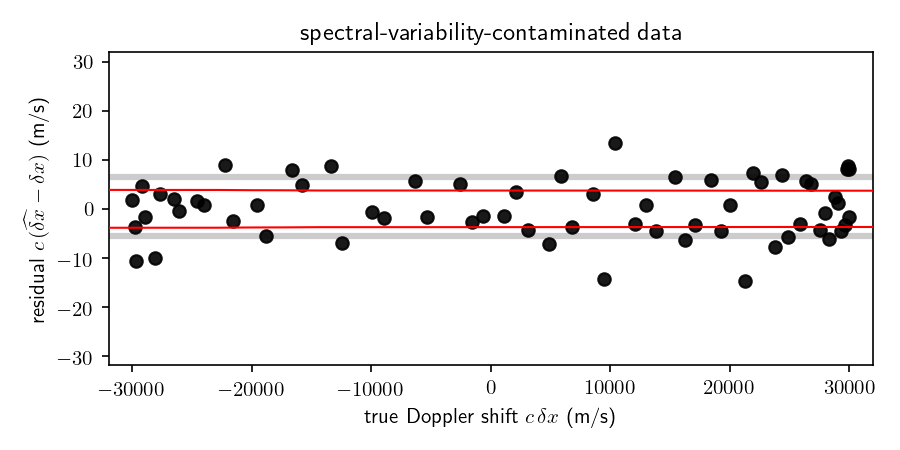 spectral-variability-contaminated data
30
20
10
0
−10
−20
−30
residual c (δx̂ − δx) (m/s)
−30000 −20000 −10000 0 10000 20000 30000
true Doppler shift c δx (m/s)